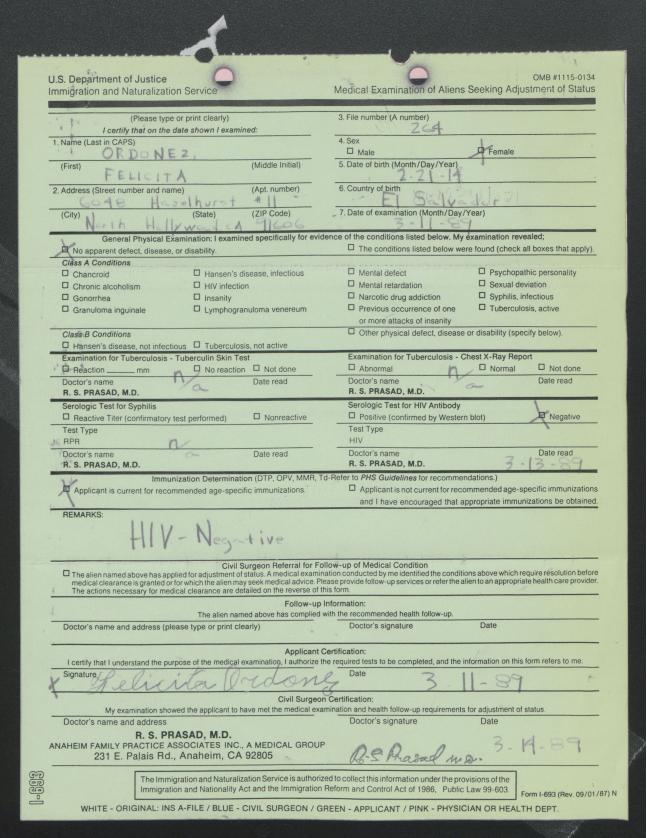 U.S. Department of Justice
Immigration and Naturalization Service
OMB #1115-0134
Medical Examination of Aliens Seeking Adjustment of Status
(Please type or print clearly)
I certify that on the date shown I examined:
3. File number (A number)
264
1. Name (Last in CAPS)
ORDONEZ,
4. Sex
Male Female
(First) (Middle Initial)
FELICITA
5. Date of birth (Month/Day/Year)
2-21-14
2. Address (Street number and name) (Apt. number)
6048 Hazelhurst #11
6. Country of birth
El Salvador
(City) (State) (ZIP Code)
North Hollywood CA 91606
7. Date of examination (Month/Day/Year)
3-11-89
General Physical Examination: I examined specifically for evidence of the conditions listed below. My examination revealed;
No apparent defect, disease, or disability. The conditions listed below were found (check all boxes that apply).
Class A Conditions
Chancroid Hansen's disease, infectious Mental defect Psychopathic personality
Chronic alcoholism HIV infection Mental retardation Sexual deviation
Gonorrhea Insanity Narcotic drug addiction Syphilis, infectious
Granuloma inguinale Lymphogranuloma venereum Previous occurrence of one Tuberculosis, active
or more attacks of insanity
Class B Conditions Other physical defect, disease or disability (specify below).
Hansen's disease, not infectious Tuberculosis, not active
Examination for Tuberculosis - Tuberculin Skin Test
Reaction mm No reaction Not done
n/a
Doctor's name Date read
R. S. PRASAD, M.D.
Examination for Tuberculosis - Chest X-Ray Report
Abnormal Normal Not done
n/a
Doctor's name Date read
R. S. PRASAD, M.D.
Serologic Test for Syphilis
Reactive Titer (confirmatory test performed) Nonreactive
Test Type
RPR n/a
Doctor's name Date read
R. S. PRASAD, M.D.
Serologic Test for HIV Antibody
Positive (confirmed by Western blot) Negative
Test Type
HIV
Doctor's name Date read
R. S. PRASAD, M.D. 3-13-89
Immunization Determination (DTP, OPV, MMR, Td-Refer to PHS Guidelines for recommendations.)
Applicant is current for recommended age-specific immunizations. Applicant is not current for recommended age-specific immunizations
and I have encouraged that appropriate immunizations be obtained.
REMARKS:
HIV - Negative
Civil Surgeon Referral for Follow-up of Medical Condition
The alien named above has applied for adjustment of status. A medical examination conducted by me identified the conditions above which require resolution before
medical clearance is granted or for which the alien may seek medical advice. Please provide follow-up services or refer the alien to an appropriate health care provider.
The actions necessary for medical clearance are detailed on the reverse of this form.
Follow-up Information:
The alien named above has complied with the recommended health follow-up.
Doctor's name and address (please type or print clearly) Doctor's signature Date
Applicant Certification:
I certify that I understand the purpose of the medical examination, I authorize the required tests to be completed, and the information on this form refers to me.
Signature Date
x Felicita Ordonez 3-11-89
Civil Surgeon Certification:
My examination showed the applicant to have met the medical examination and health follow-up requirements for adjustment of status.
Doctor's name and address Doctor's signature Date
R. S. PRASAD, M.D.
ANAHEIM FAMILY PRACTICE ASSOCIATES INC., A MEDICAL GROUP
231 E. Palais Rd., Anaheim, CA 92805
R.S Prasad M.D. 3-14-89
I-693
The Immigration and Naturalization Service is authorized to collect this information under the provisions of the
Immigration and Nationality Act and the Immigration Reform and Control Act of 1986, Public Law 99-603.
Form I-693 (Rev. 09/01/87) N
WHITE - ORIGINAL: INS A-FILE / BLUE - CIVIL SURGEON / GREEN - APPLICANT / PINK - PHYSICIAN OR HEALTH DEPT.